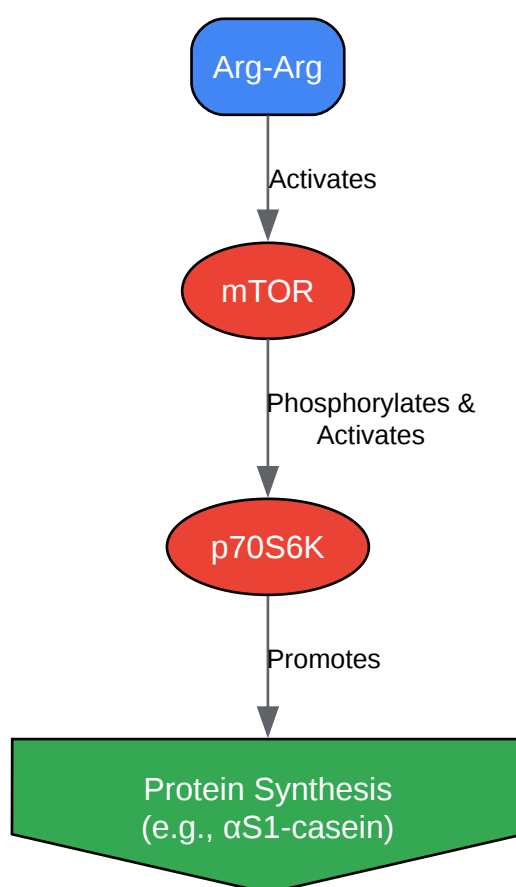 Arg-Arg
Activates
mTOR
Phosphorylates &
Activates
p70S6K
Promotes
Protein Synthesis
(e.g., αS1-casein)